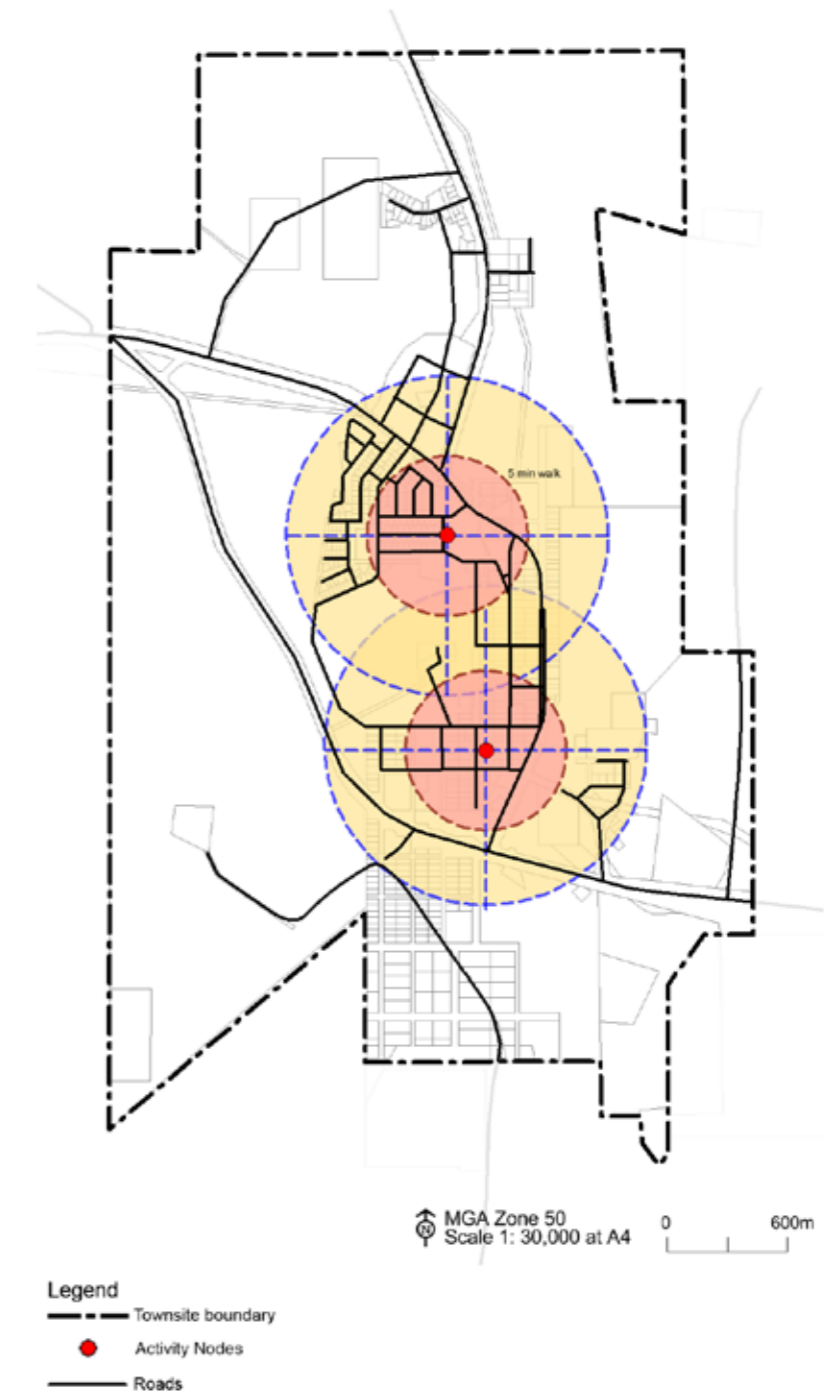 5 min walk
MGA Zone 50
Scale 1: 30,000 at A4
0 600m
N
Legend
Townsite boundary
Activity Nodes
Roads